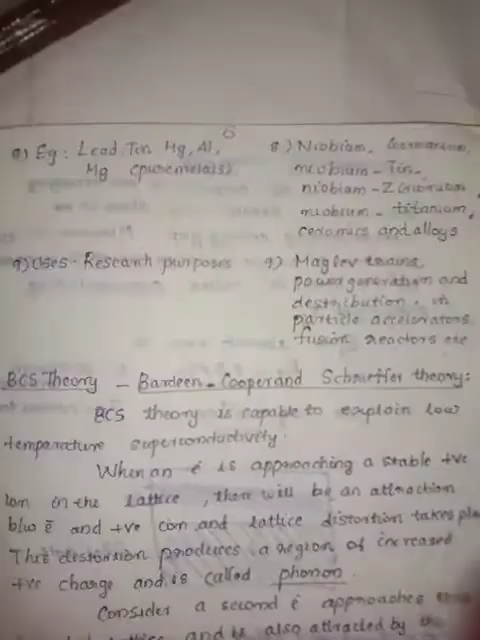 6
8) Eg : Lead, Tin Hg, Al,
Mg (pure metals)
8) Niobium, Germanium,
niobium - Tin,
niobium - Zirconium
niobium - titanium,
ceramics and alloys
9) Uses - Research purposes
9) Maglev trains
power generation and
destribution, in
particle accelerators
fusion reactors etc
BCS Theory - Bardeen - Cooper and Schrieffer theory:
BCS theory is capable to explain low
temperature superconductivity.
When an e is approaching a stable +ve
ion in the lattice, there will be an attraction
b/w e and +ve ion and lattice distortion takes
This distorsion produces a region of increased
+ve charge and is called phonon.
Consider a second e approaches
and is also attracted by the